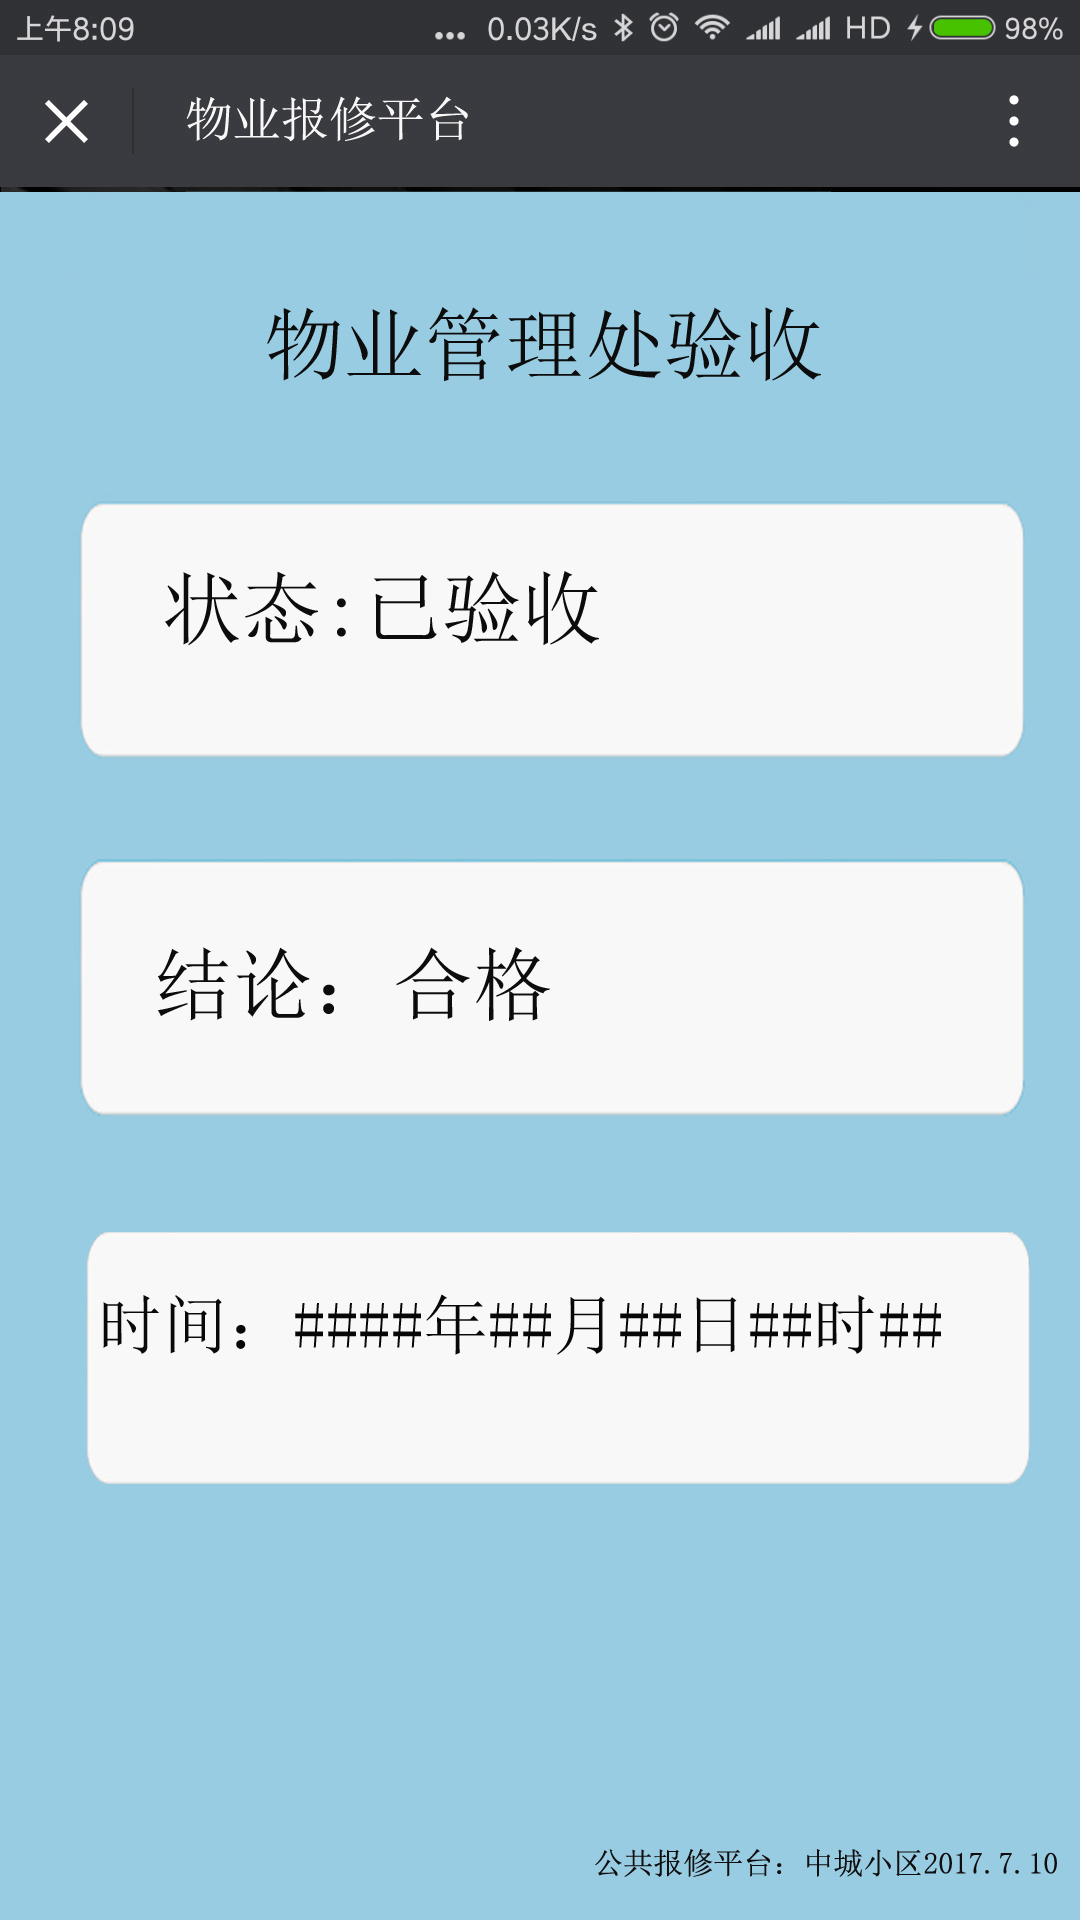 上午8:09 ... 0.03K/s HD 98%
物业报修平台
物业管理处验收
状态:已验收
结论：合格
时间：####年##月##日##时##
公共报修平台：中城小区2017.7.10